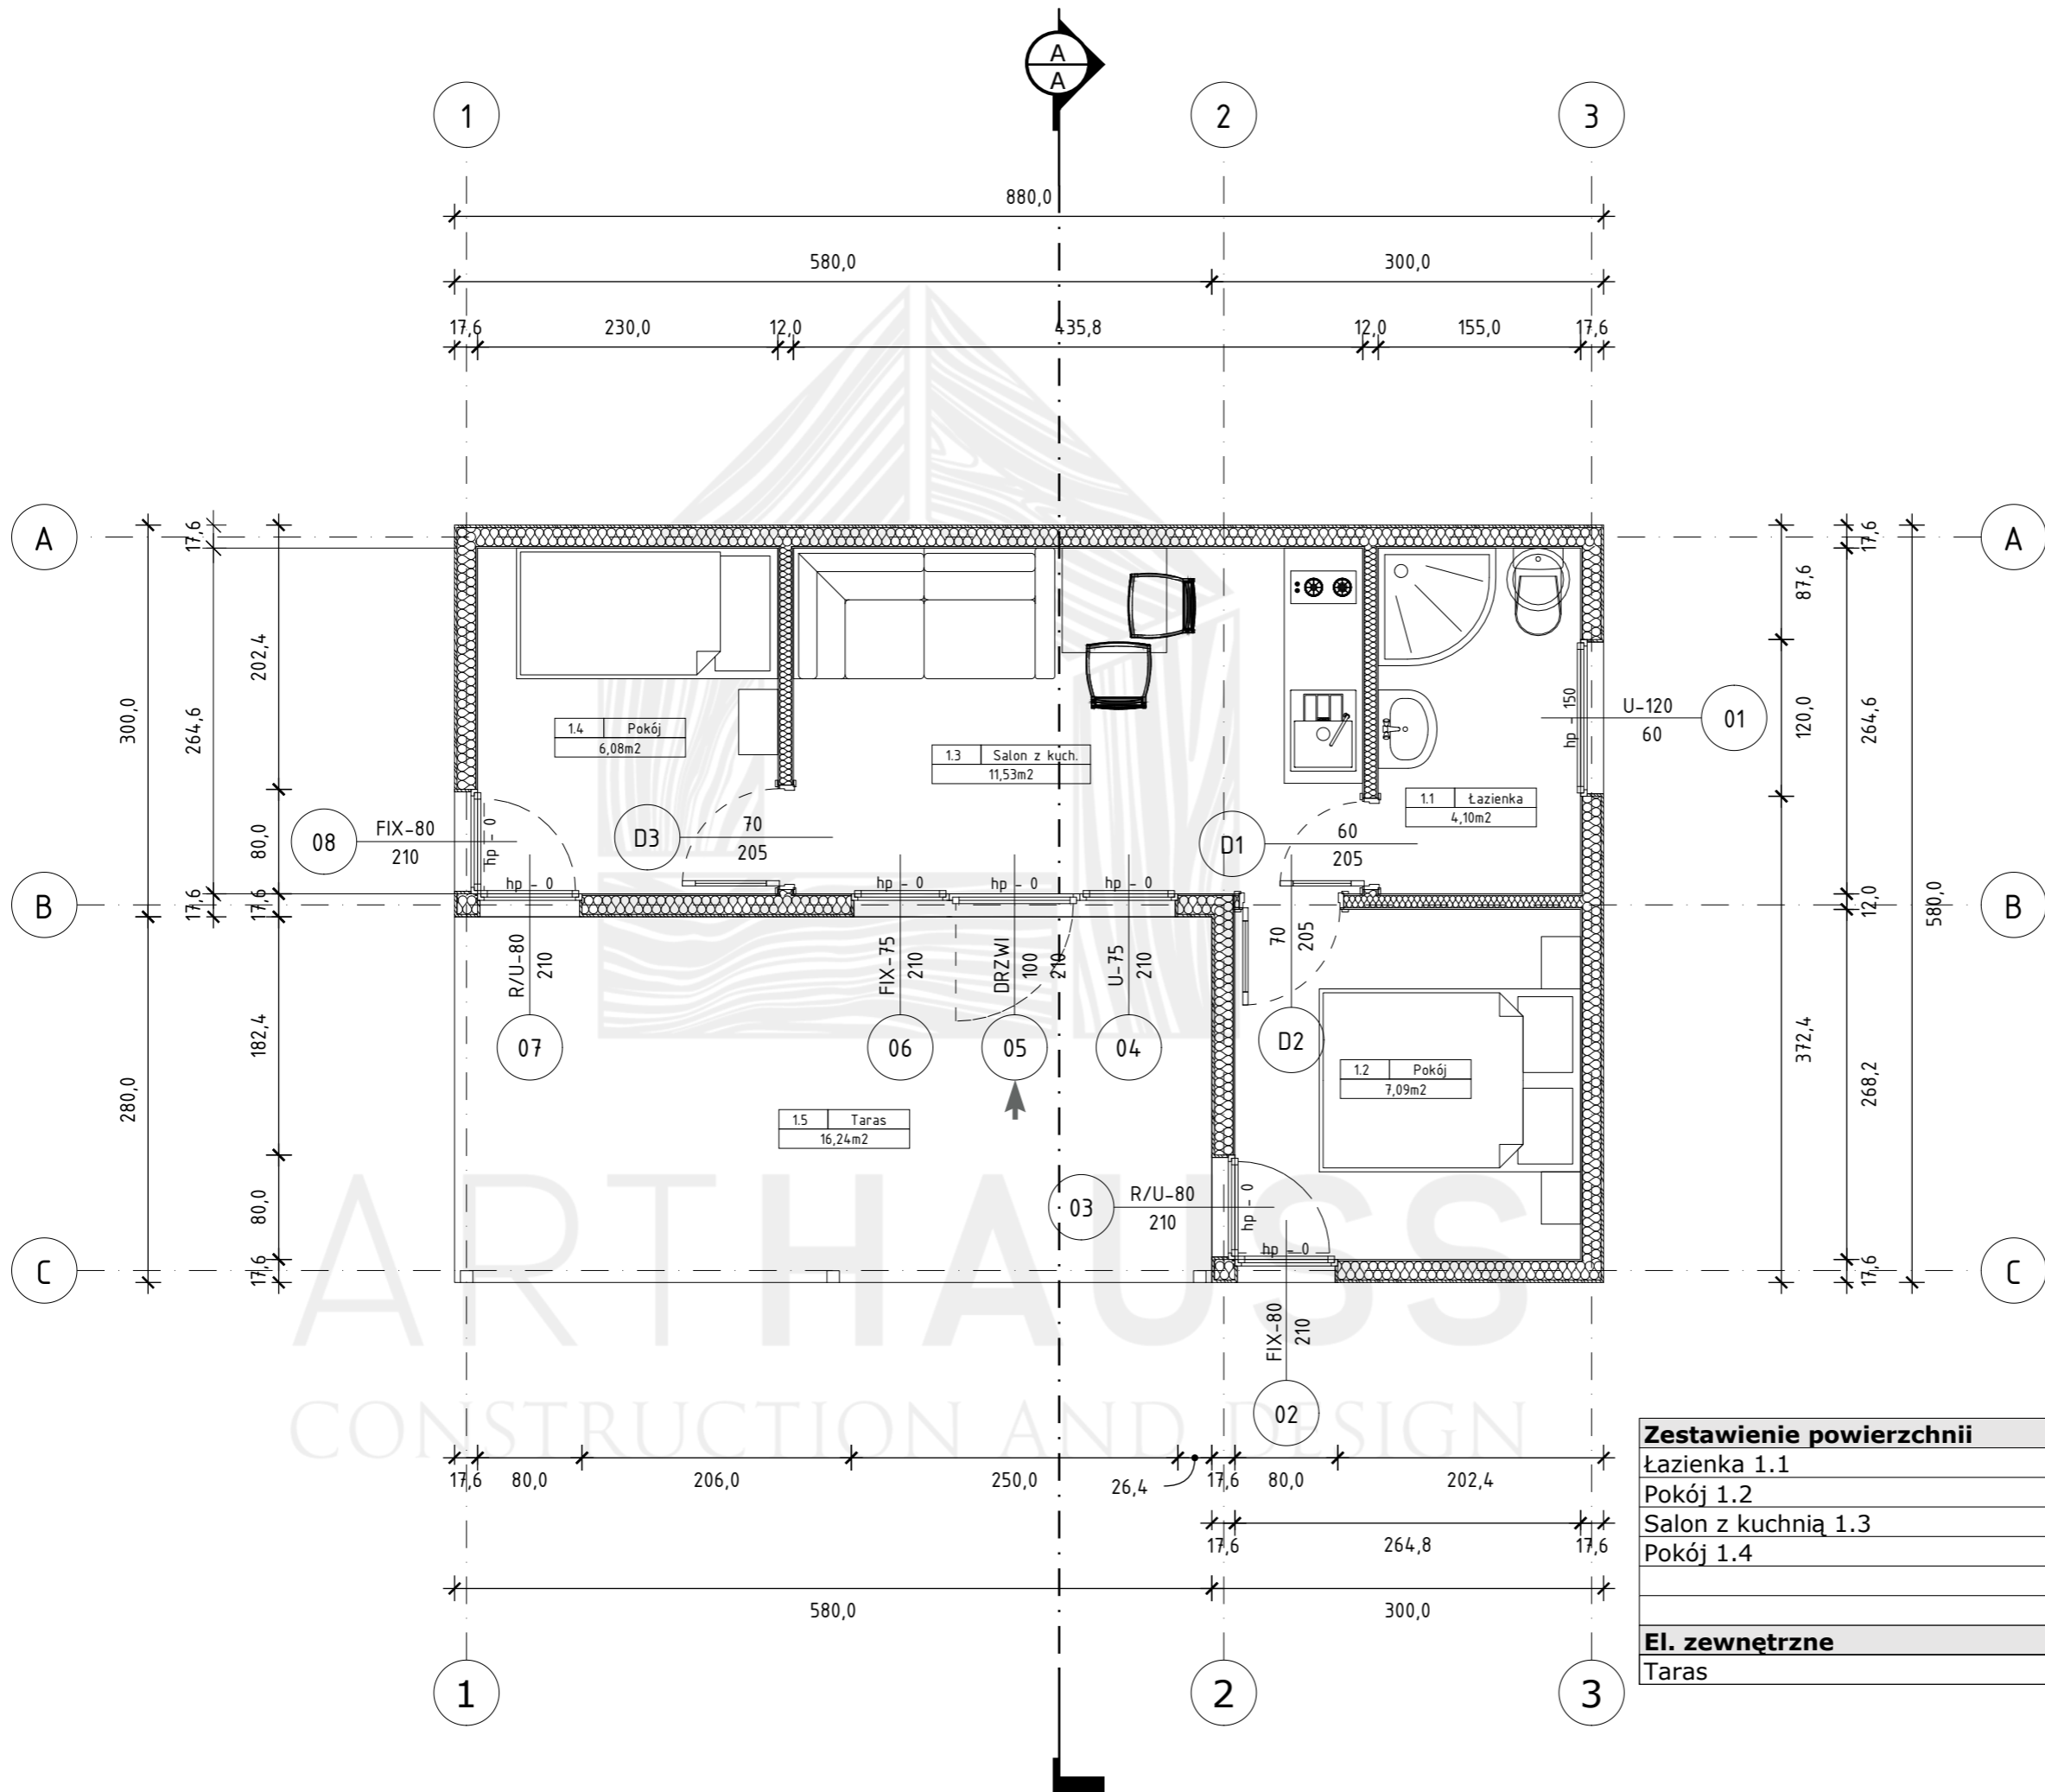 A
A
1
2
3
880,0
580,0
300,0
17,6
230,0
12,0
435,8
12,0
155,0
17,6
A
A
17,6
202,4
300,0
264,6
80,0
17,6
17,6
17,6
87,6
120,0
264,6
580,0
12,0
372,4
268,2
17,6
1.4 Pokój
6,08m2
1.3 Salon z kuch.
11,53m2
1.1 Łazienka
4,10m2
hp - 150
U-120
60
01
08
FIX-80
210
hp - 0
D3
70
205
D1
60
205
hp - 0
hp - 0
hp - 0
hp - 0
B
B
R/U-80
210
FIX-75
210
DRZWI
100
210
U-75
210
70
205
07
06
05
04
D2
182,4
280,0
80,0
17,6
1.2 Pokój
7,09m2
1.5 Taras
16,24m2
03
R/U-80
210
hp - 0
hp - 0
C
C
FIX-80
210
02
ARTHAUSS
CONSTRUCTION AND DESIGN
17,6
80,0
206,0
250,0
26,4
17,6
80,0
202,4
17,6
264,8
17,6
580,0
300,0
1
2
3
Zestawienie powierzchnii
Łazienka 1.1
Pokój 1.2
Salon z kuchnią 1.3
Pokój 1.4
El. zewnętrzne
Taras